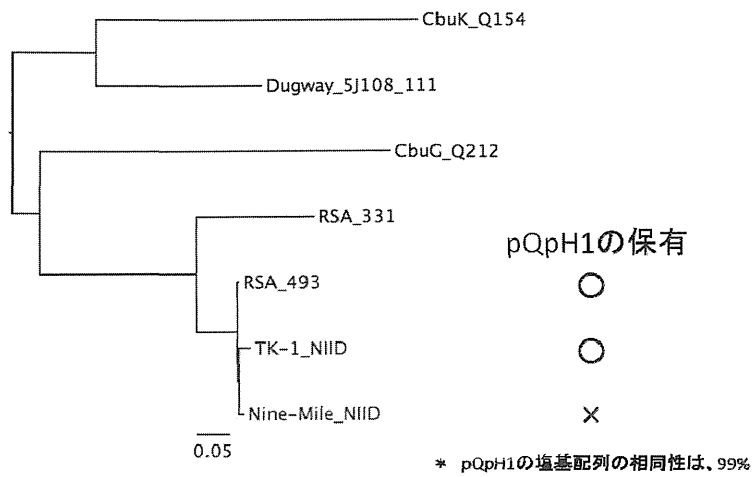 CbuK_Q154
Dugway_5J108_111
CbuG_Q212
RSA_331
pQpH1の保有
RSA_493 ○
TK-1_NIID ○
Nine-Mile_NIID ×
0.05
* pQpH1の塩基配列の相同性は、99%